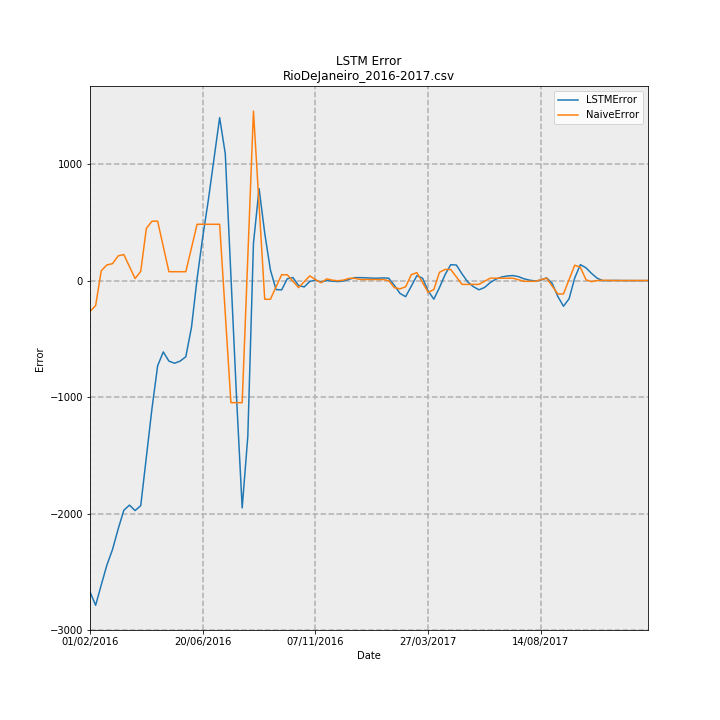 LSTM Error
RioDeJaneiro_2016-2017.csv
LSTMError
NaiveError
1000
0
−1000
−2000
−3000
Error
01/02/2016 20/06/2016 07/11/2016 27/03/2017 14/08/2017
Date